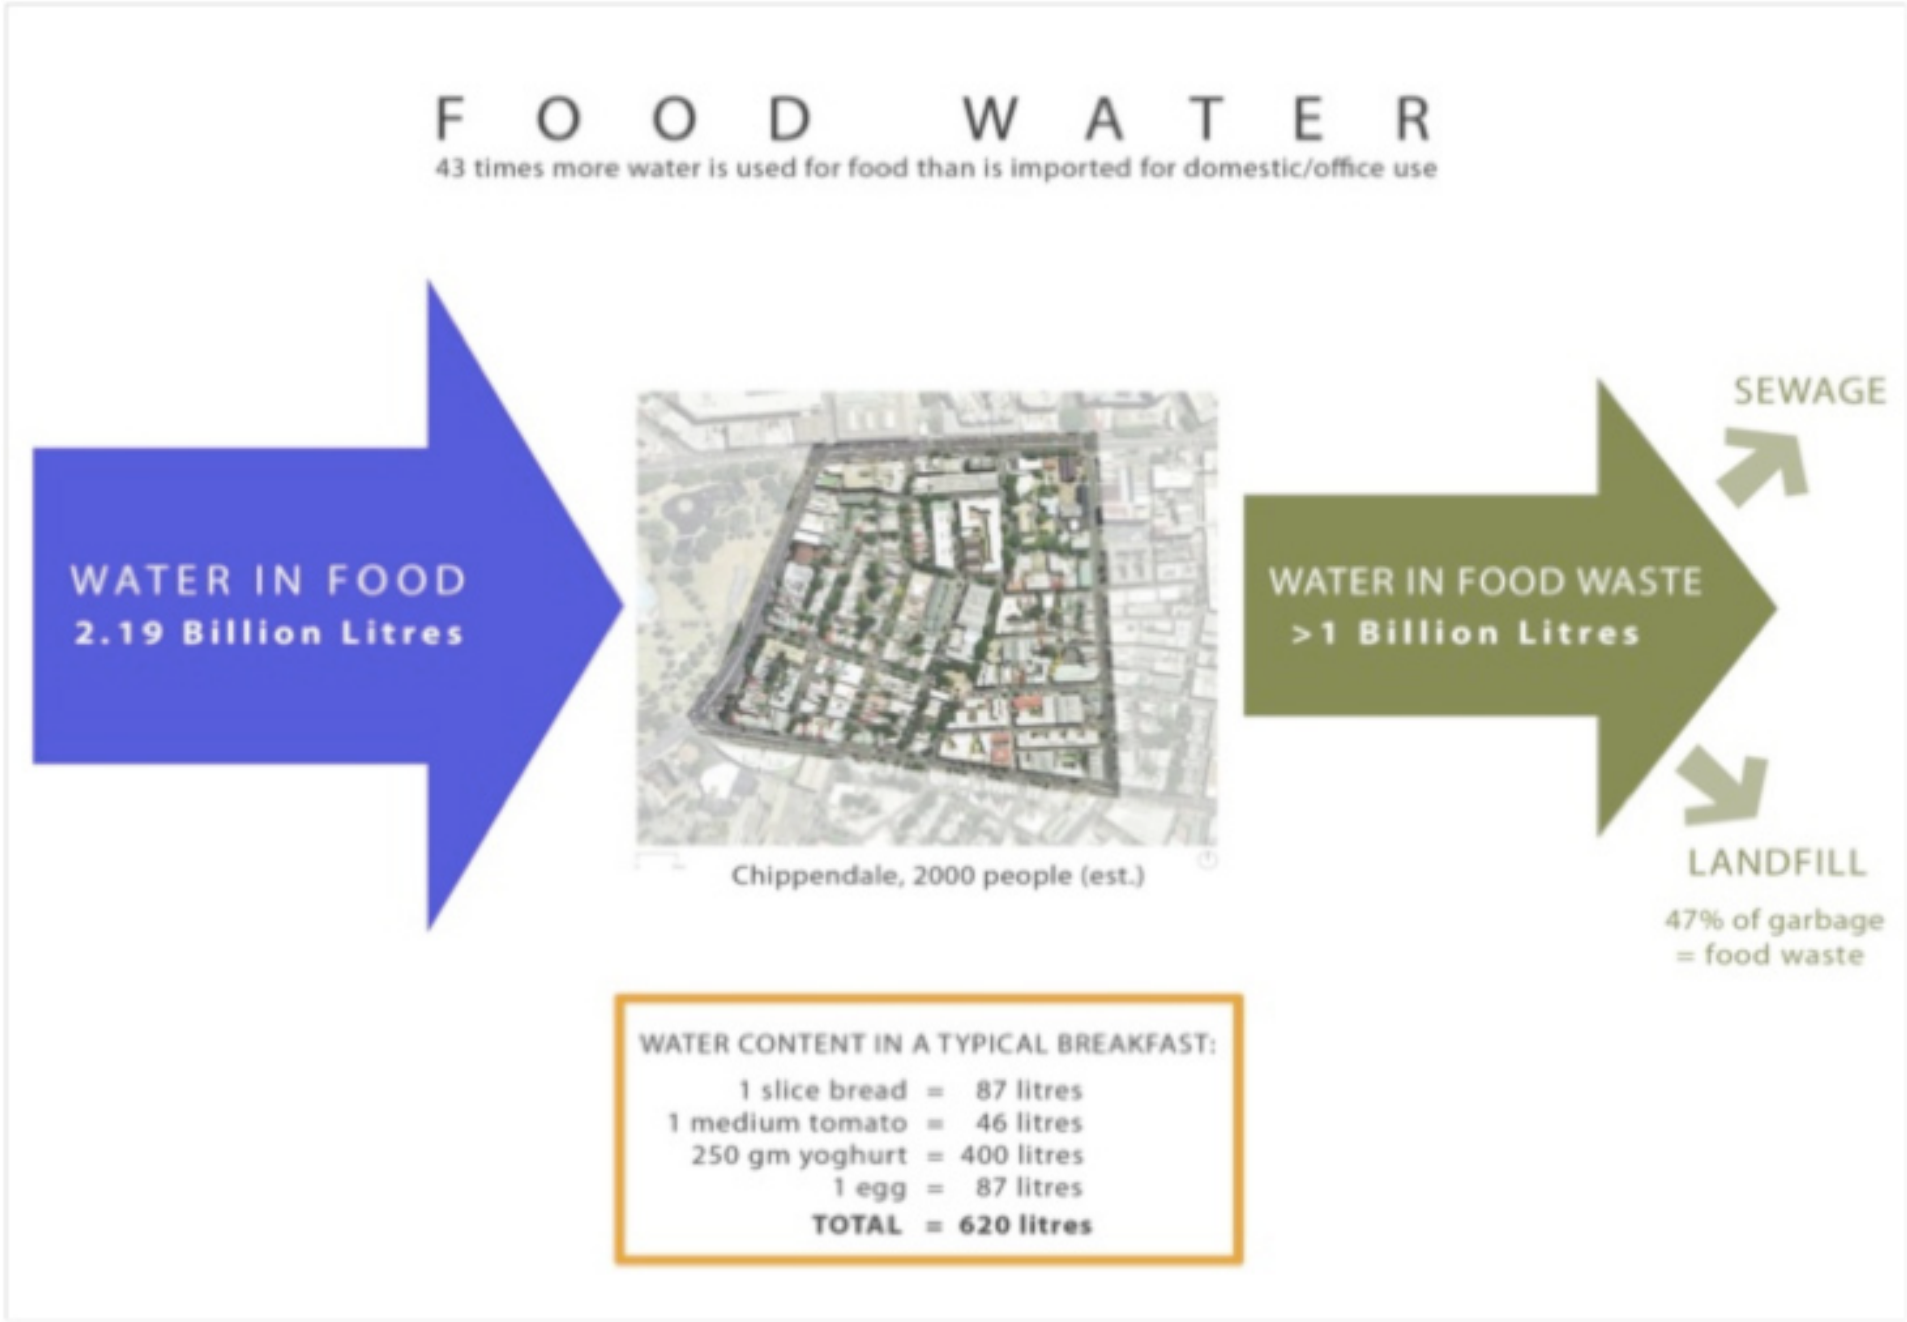 FOOD WATER
43 times more water is used for food than is imported for domestic/office use
WATER IN FOOD
2.19 Billion Litres
Chippendale, 2000 people (est.)
WATER IN FOOD WASTE
>1 Billion Litres
SEWAGE
LANDFILL
47% of garbage
= food waste
WATER CONTENT IN A TYPICAL BREAKFAST:
1 slice bread = 87 litres
1 medium tomato = 46 litres
250 gm yoghurt = 400 litres
1 egg = 87 litres
TOTAL = 620 litres